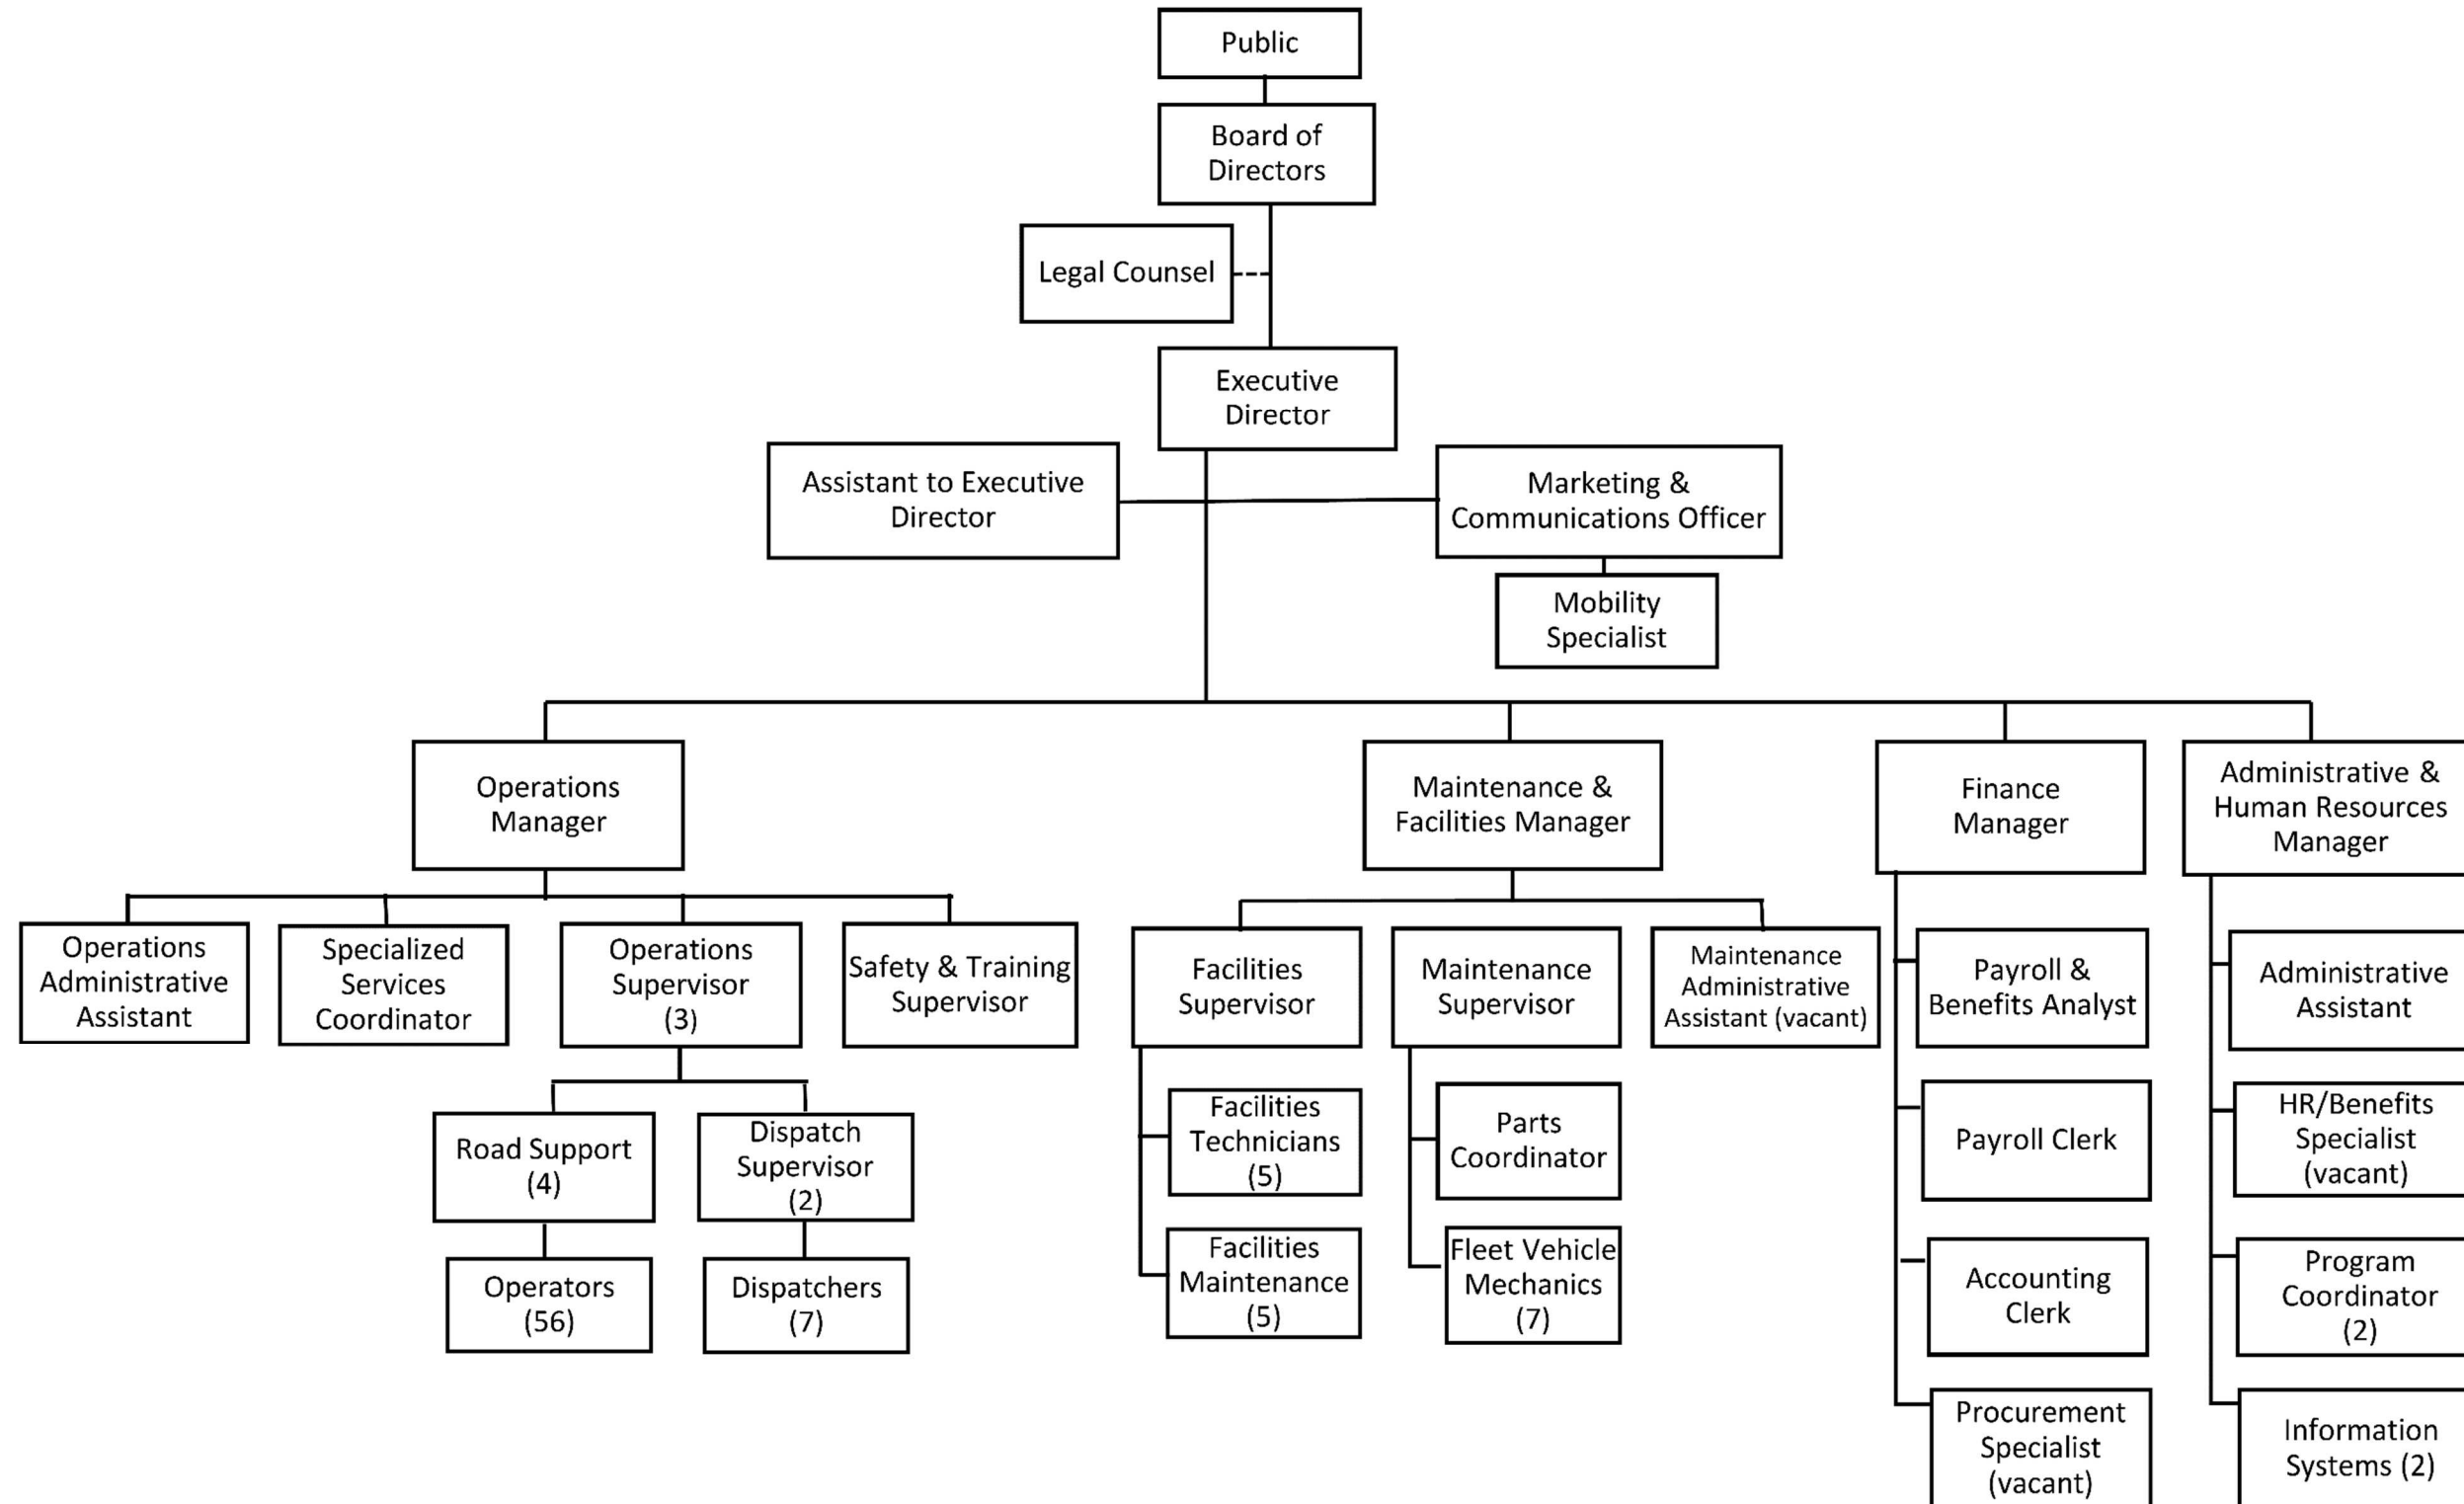 Public
Board of
Directors
Legal Counsel
Executive
Director
Assistant to Executive
Director
Marketing &
Communications Officer
Mobility
Specialist
Operations
Manager
Maintenance &
Facilities Manager
Finance
Manager
Administrative &
Human Resources
Manager
Operations
Administrative
Assistant
Specialized
Services
Coordinator
Operations
Supervisor
(3)
Safety & Training
Supervisor
Facilities
Supervisor
Maintenance
Supervisor
Maintenance
Administrative
Assistant (vacant)
Payroll &
Benefits Analyst
Administrative
Assistant
Road Support
(4)
Dispatch
Supervisor
(2)
Facilities
Technicians
(5)
Parts
Coordinator
Payroll Clerk
HR/Benefits
Specialist
(vacant)
Operators
(56)
Dispatchers
(7)
Facilities
Maintenance
(5)
Fleet Vehicle
Mechanics
(7)
Accounting
Clerk
Program
Coordinator
(2)
Procurement
Specialist
(vacant)
Information
Systems (2)